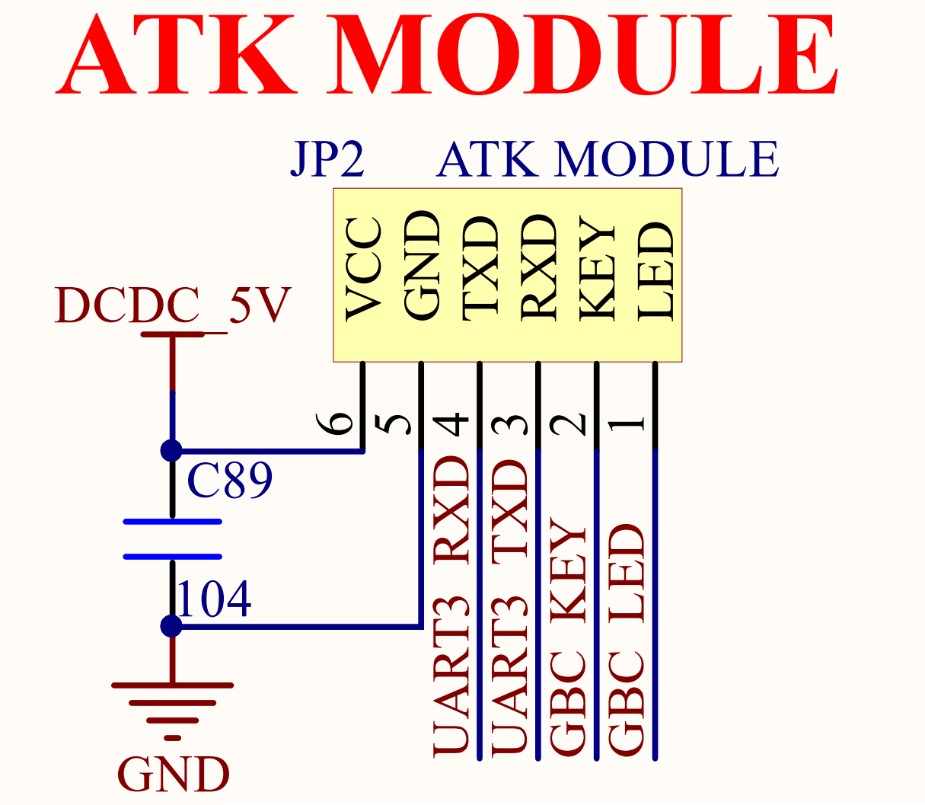 ATK MODULE
JP2 ATK MODULE
VCC
GND
TXD
RXD
KEY
LED
DCDC_5V
6
5
4
3
2
1
C89
104
UART3_RXD
UART3_TXD
GBC_KEY
GBC_LED
GND